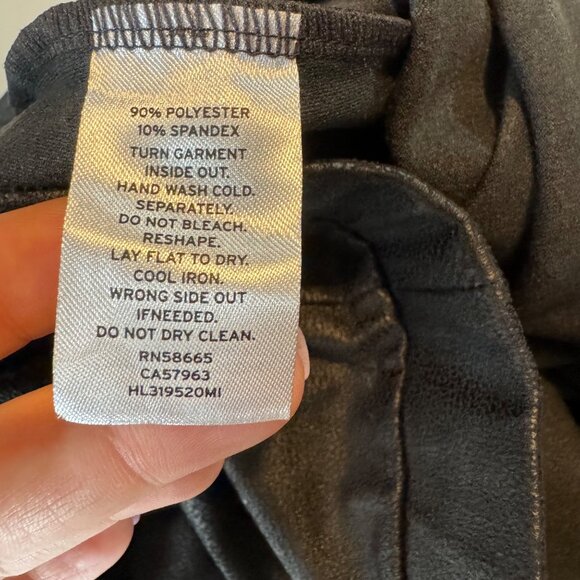 90% POLYESTER
10% SPANDEX
TURN GARMENT
INSIDE OUT.
HAND WASH COLD.
SEPARATELY.
DO NOT BLEACH.
RESHAPE.
LAY FLAT TO DRY.
COOL IRON.
WRONG SIDE OUT
IFNEEDED.
DO NOT DRY CLEAN.
RN58665
CA57963
HL319520MI